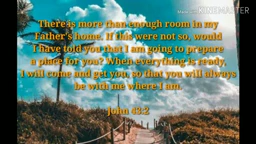 KINEMASTER
There is more than enough room in my
Father's home. If this were not so, would
I have told you that I am going to prepare
a place for you? When everything is ready,
I will come and get you, so that you will always
be with me where I am.
John 43:2